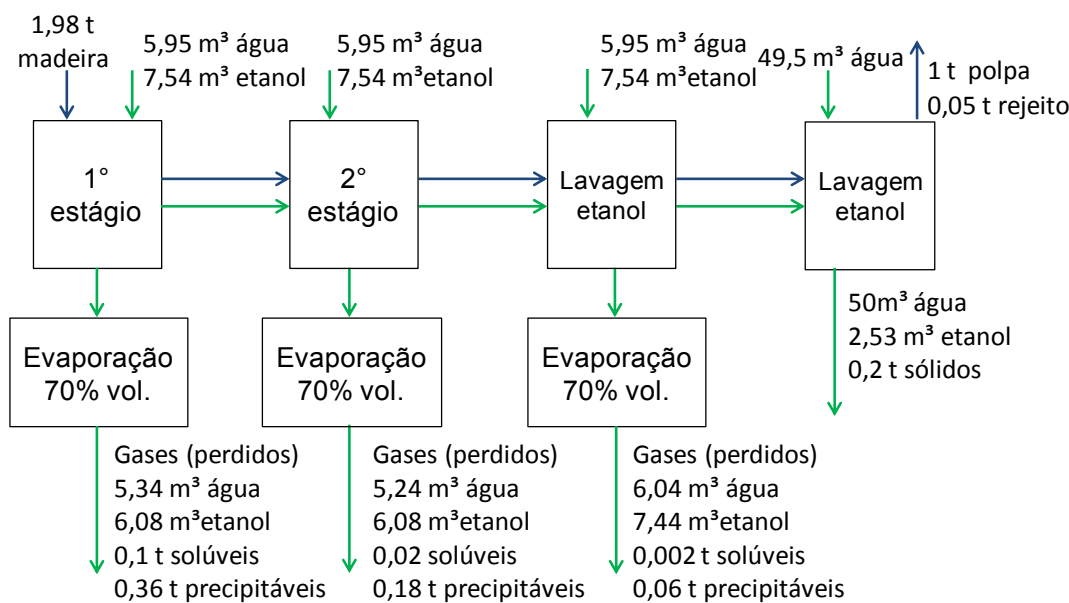 1,98 t
madeira
5,95 m³ água
7,54 m³ etanol
5,95 m³ água
7,54 m³etanol
5,95 m³ água
7,54 m³etanol
49,5 m³ água
1 t polpa
0,05 t rejeito
1°
estágio
2°
estágio
Lavagem
etanol
Lavagem
etanol
Evaporação
70% vol.
Evaporação
70% vol.
Evaporação
70% vol.
50m³ água
2,53 m³ etanol
0,2 t sólidos
Gases (perdidos)
5,34 m³ água
6,08 m³etanol
0,1 t solúveis
0,36 t precipitáveis
Gases (perdidos)
5,24 m³ água
6,08 m³etanol
0,02 solúveis
0,18 t precipitáveis
Gases (perdidos)
6,04 m³ água
7,44 m³etanol
0,002 t solúveis
0,06 t precipitáveis